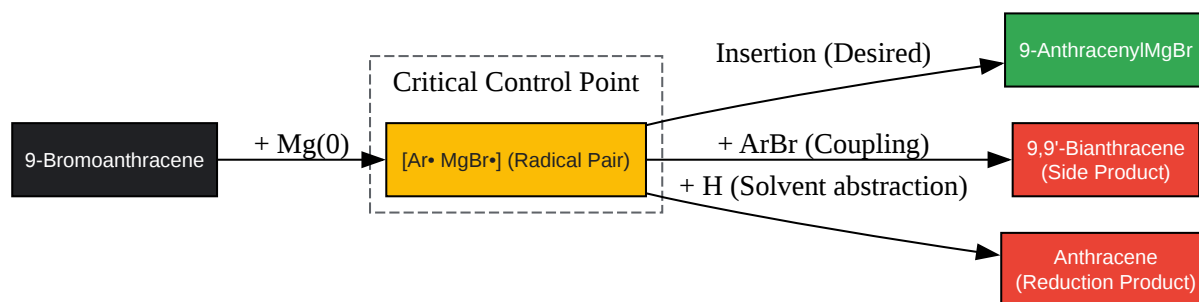 9-Bromoanthracene
+ Mg(0)
Critical Control Point
[Ar• MgBr•] (Radical Pair)
Insertion (Desired)
9-AnthracenylMgBr
+ ArBr (Coupling)
9,9'-Bianthracene
(Side Product)
+ H (Solvent abstraction)
Anthracene
(Reduction Product)